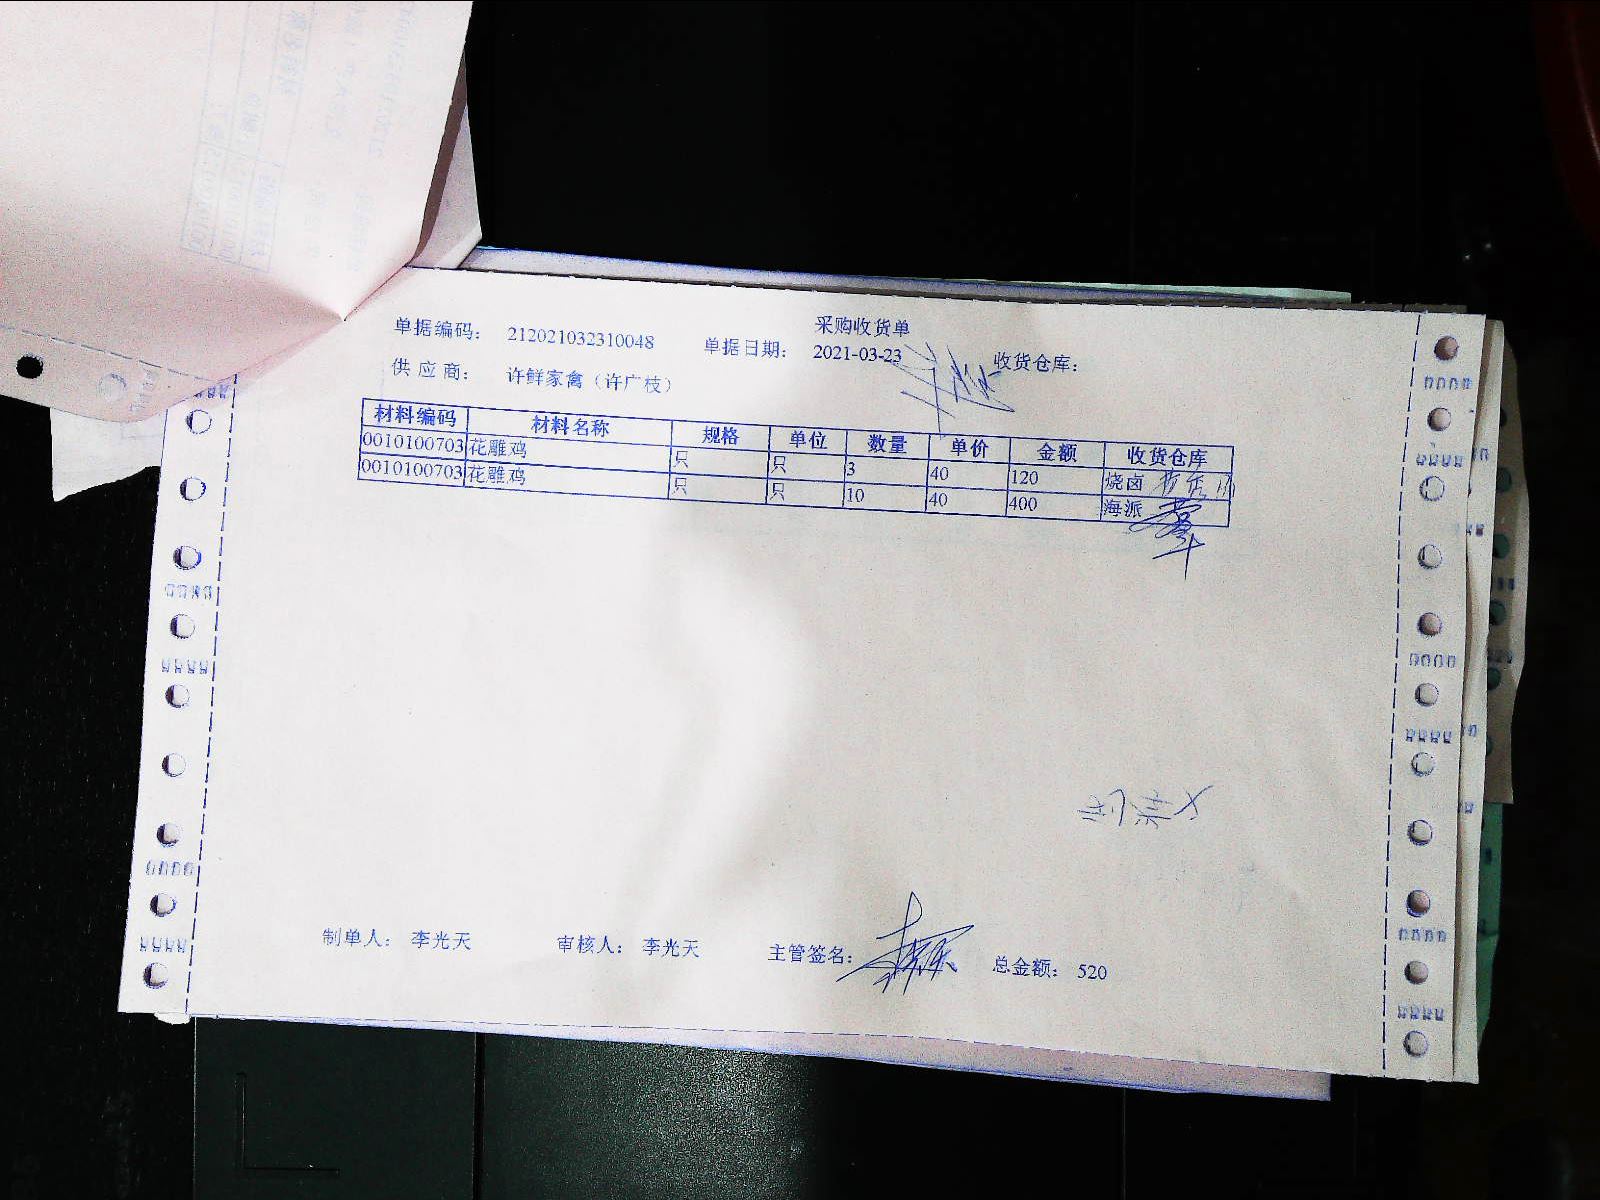 采购收货单
单据编码： 212021032310048 单据日期： 2021-03-23 收货仓库：
供 应 商： 许鲜家禽（许广枝）
材料编码 材料名称 规格 单位 数量 单价 金额 收货仓库
0010100703 花雕鸡 只 只 3 40 120 烧卤
0010100703 花雕鸡 只 只 10 40 400 海派
制单人： 李光天 审核人： 李光天 主管签名： 总金额： 520